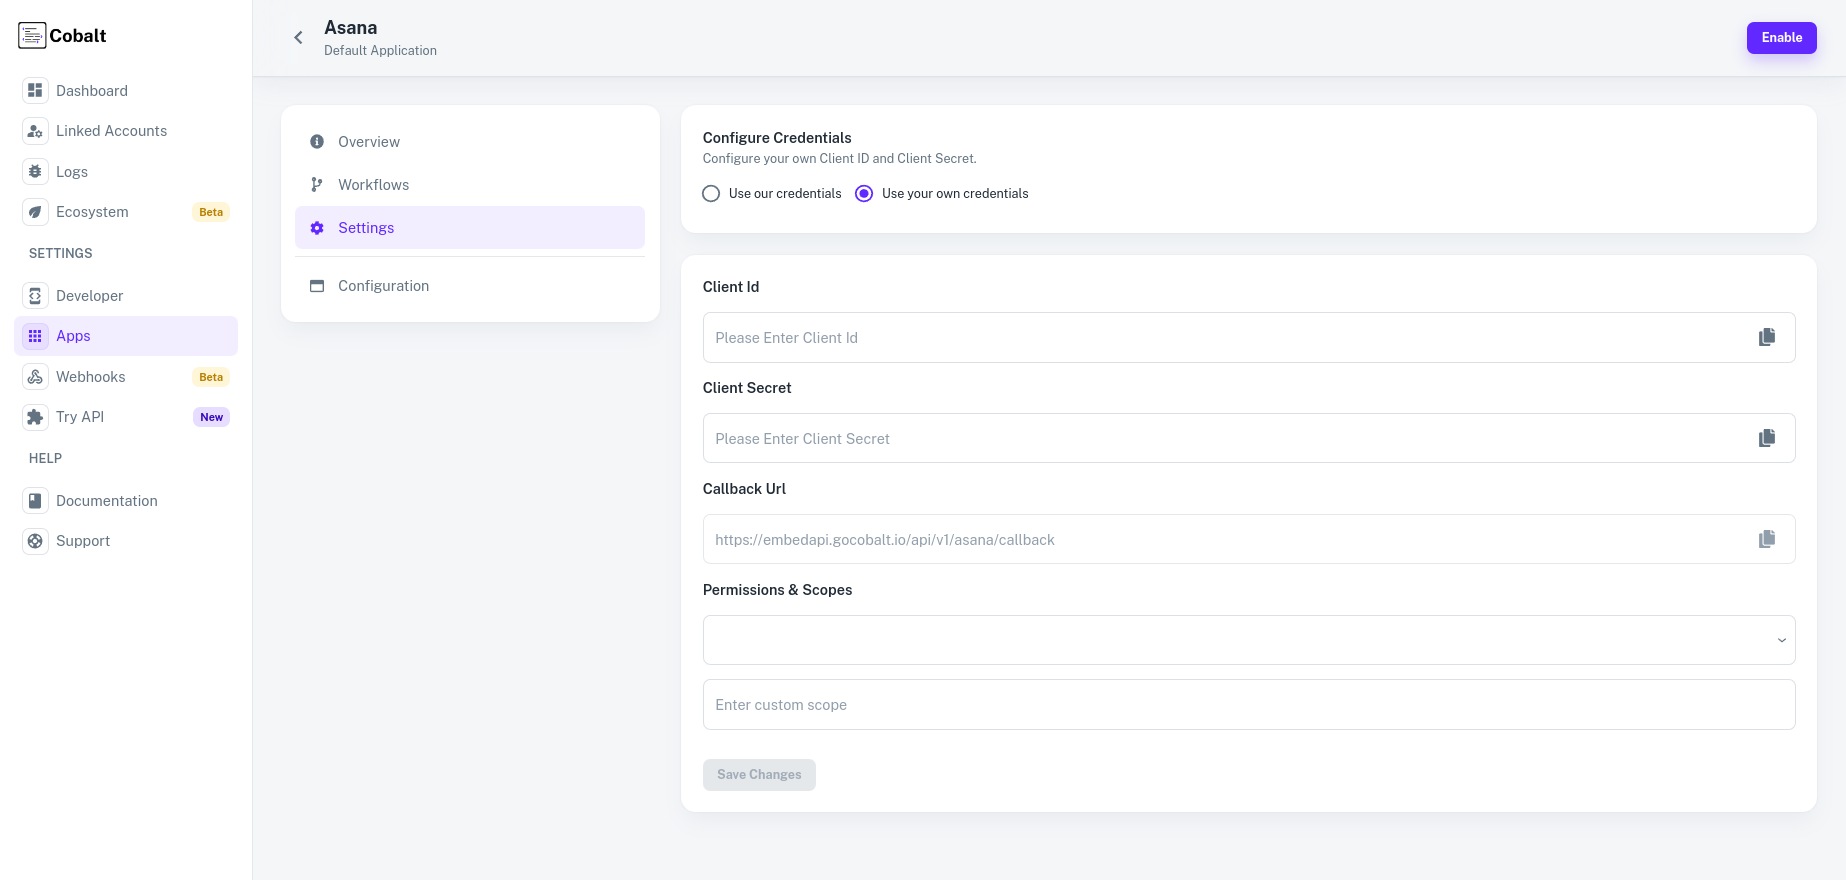 Cobalt
Dashboard
Linked Accounts
Logs
Ecosystem Beta
SETTINGS
Developer
Apps
Webhooks Beta
Try API New
HELP
Documentation
Support
Asana
Default Application
Enable
Overview
Workflows
Settings
Configuration
Configure Credentials
Configure your own Client ID and Client Secret.
Use our credentials Use your own credentials
Client Id
Please Enter Client Id
Client Secret
Please Enter Client Secret
Callback Url
https://embedapi.gocobalt.io/api/v1/asana/callback
Permissions & Scopes
Enter custom scope
Save Changes